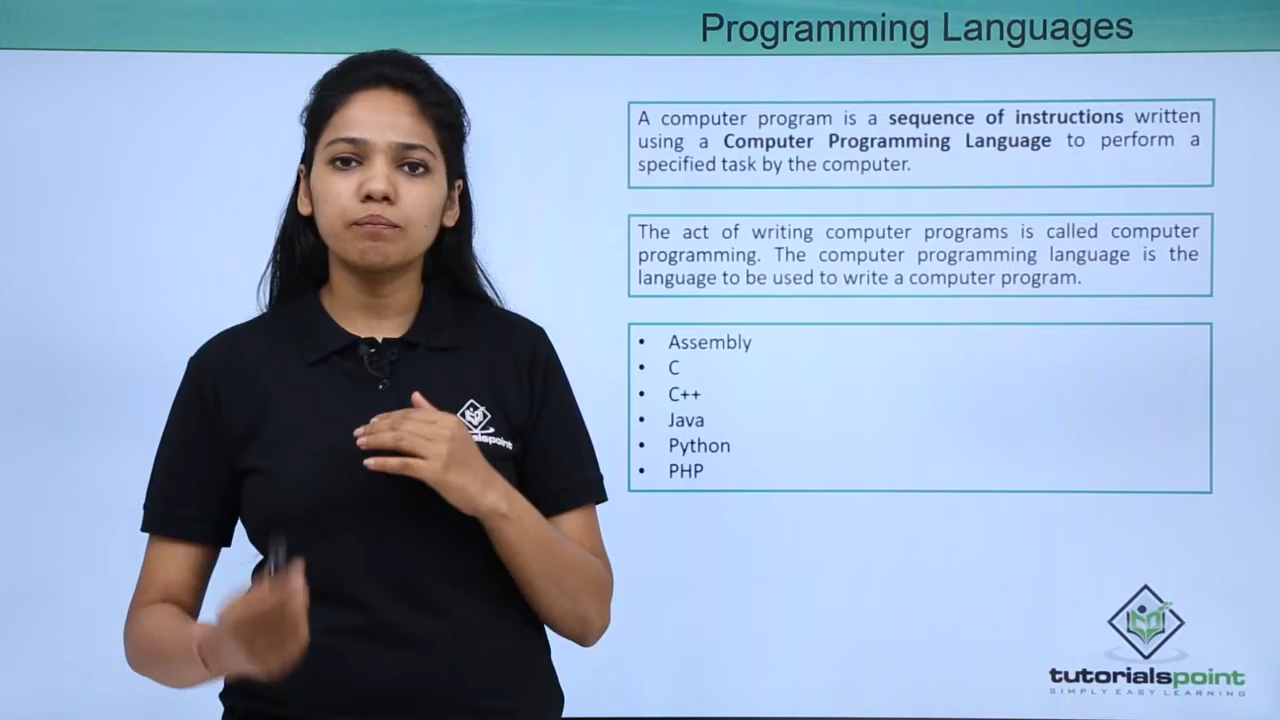 Programming Languages
A computer program is a sequence of instructions written
using a Computer Programming Language to perform a
specified task by the computer.
The act of writing computer programs is called computer
programming. The computer programming language is the
language to be used to write a computer program.
• Assembly
• C
• C++
• Java
• Python
• PHP
tutorialspoint
SIMPLY EASY LEARNING